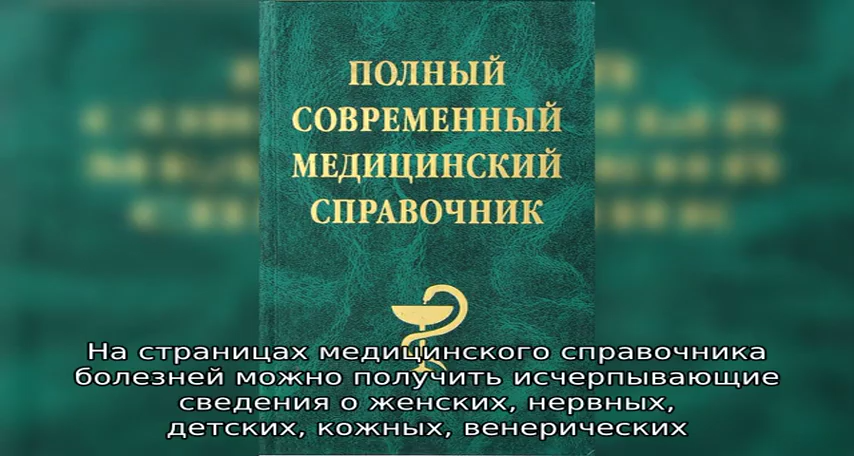 ПОЛНЫЙ
СОВРЕМЕННЫЙ
МЕДИЦИНСКИЙ
СПРАВОЧНИК
На страницах медицинского справочника
болезней можно получить исчерпывающие
сведения о женских, нервных,
детских, кожных, венерических